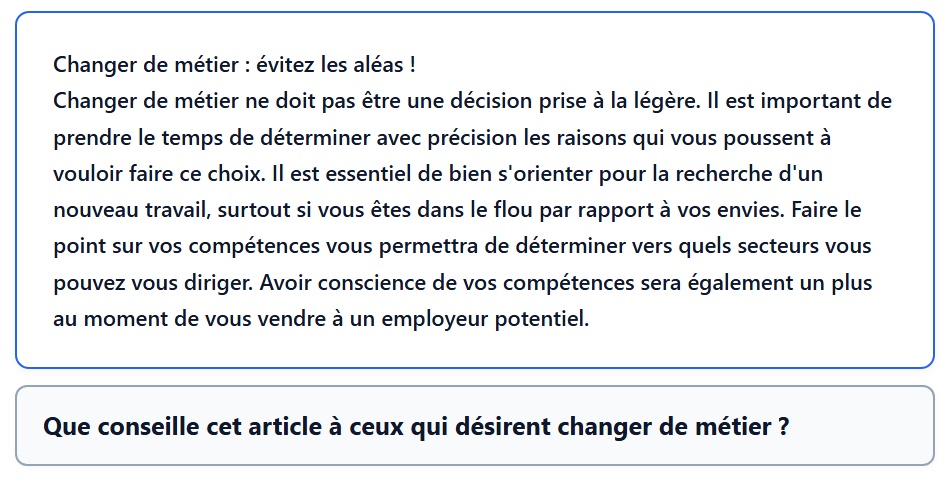 Changer de métier : évitez les aléas !
Changer de métier ne doit pas être une décision prise à la légère. Il est important de
prendre le temps de déterminer avec précision les raisons qui vous poussent à
vouloir faire ce choix. Il est essentiel de bien s'orienter pour la recherche d'un
nouveau travail, surtout si vous êtes dans le flou par rapport à vos envies. Faire le
point sur vos compétences vous permettra de déterminer vers quels secteurs vous
pouvez vous diriger. Avoir conscience de vos compétences sera également un plus
au moment de vous vendre à un employeur potentiel.
Que conseille cet article à ceux qui désirent changer de métier ?